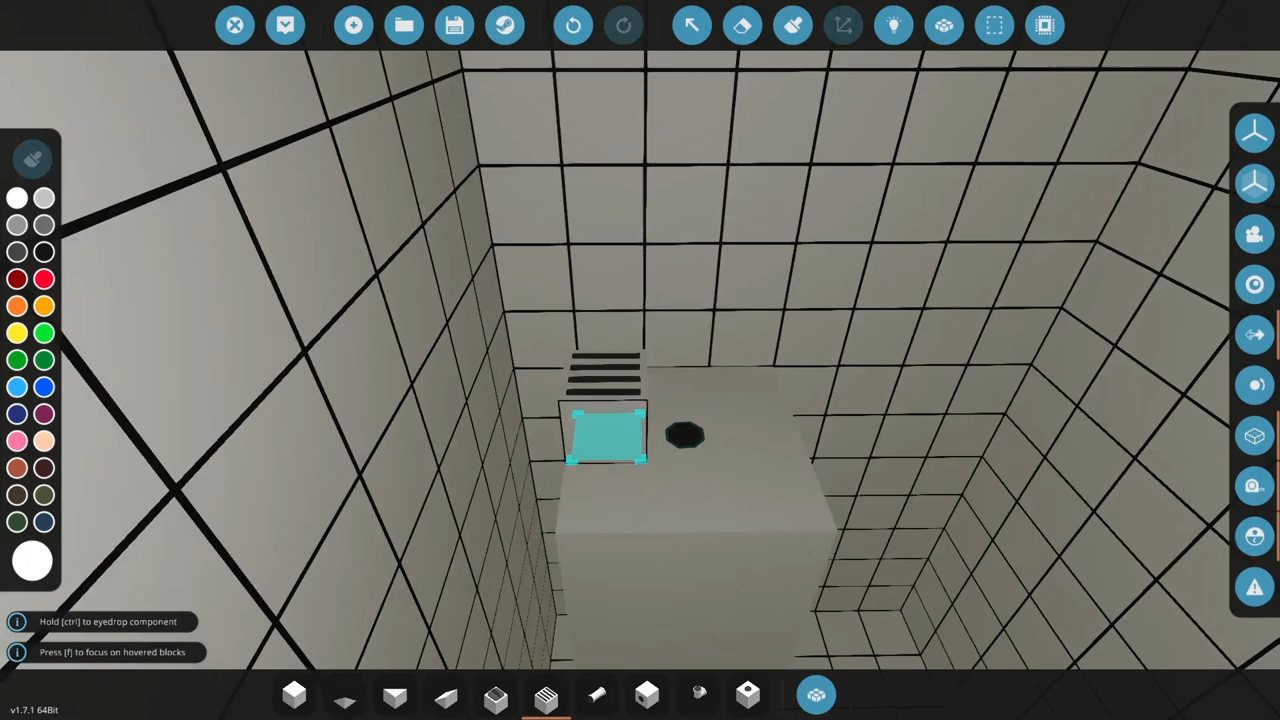 Hold [ctrl] to eyedrop component
Press [f] to focus on hovered blocks
v1.7.1 64Bit